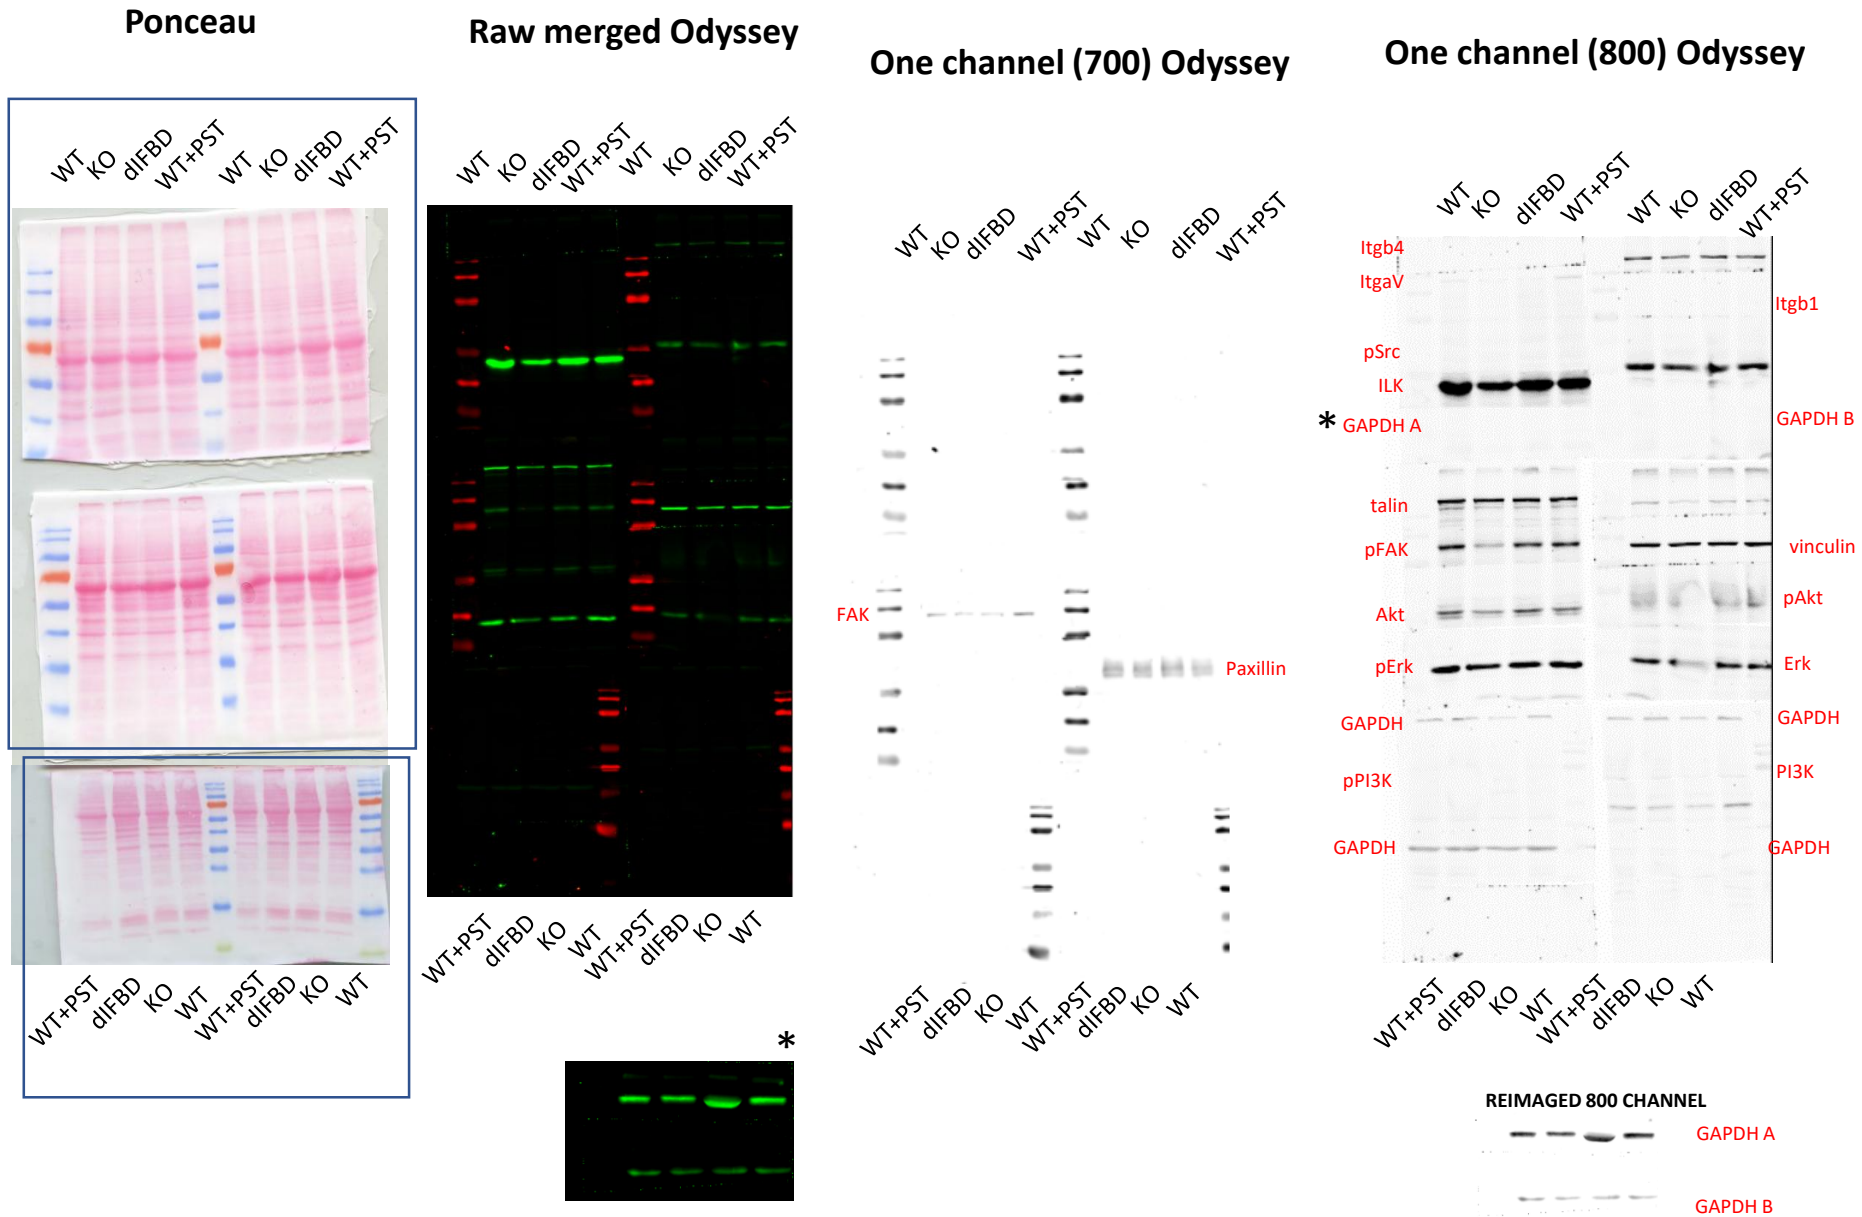 Ponceau
Raw merged Odyssey
One channel (700) Odyssey
One channel (800) Odyssey
WT KO dIFBD WT+PST WT KO dIFBD WT+PST
WT KO dIFBD WT+PST WT KO dIFBD WT+PST
WT KO dIFBD WT+PST WT KO dIFBD WT+PST
WT KO dIFBD WT+PST WT KO dIFBD WT+PST
Itgb4
ItgaV
Itgb1
pSrc
ILK
* GAPDH A
GAPDH B
talin
pFAK
vinculin
pAkt
FAK
Akt
Paxillin
pErk
Erk
GAPDH
GAPDH
pPI3K
PI3K
GAPDH
GAPDH
WT+PST dIFBD KO WT WT+PST dIFBD KO WT
WT+PST dIFBD KO WT WT+PST dIFBD KO WT
WT+PST dIFBD KO WT WT+PST dIFBD KO WT
WT+PST dIFBD KO WT WT+PST dIFBD KO WT
*
REIMAGED 800 CHANNEL
GAPDH A
GAPDH B